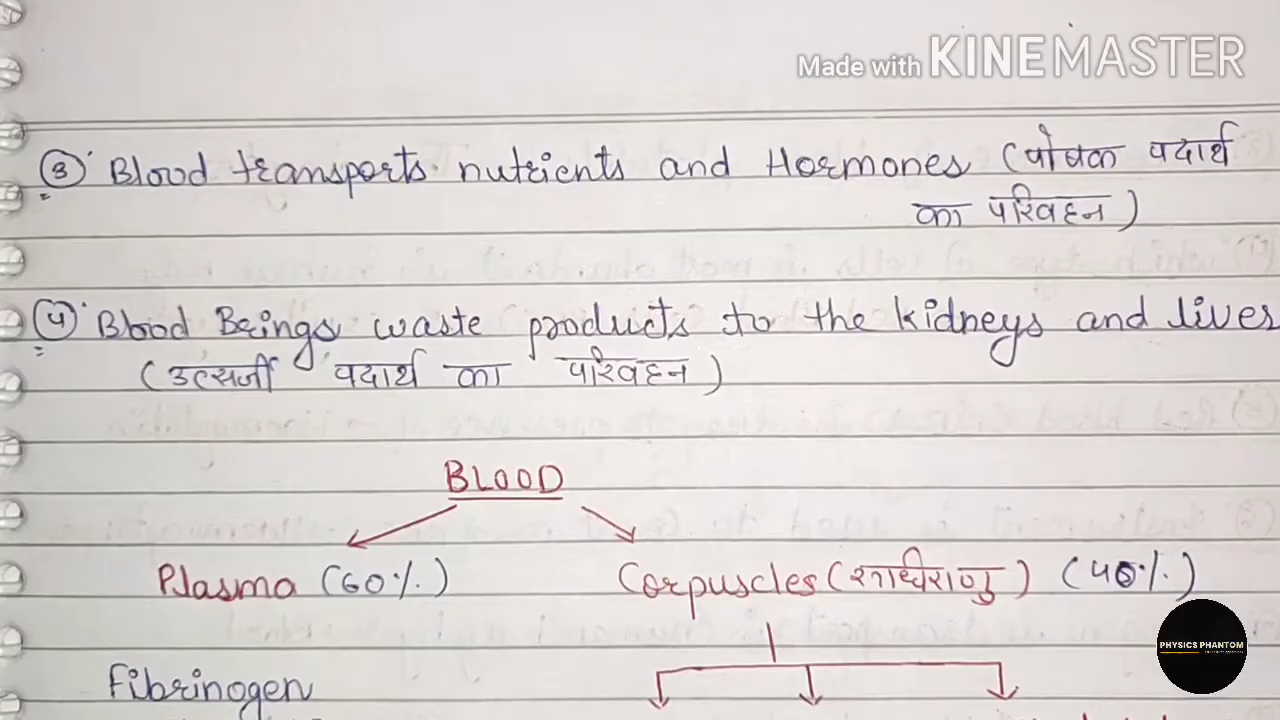 Made with KINEMASTER
(3) Blood transports nutrients and Hormones (पोषक पदार्थ
का परिवहन)
(4) Blood Brings waste products to the kidneys and liver
(उत्सर्जी पदार्थ का परिवहन)
BLOOD
Plasma (60%) Corpuscles (रूधिराणु) (40%)
PHYSICS PHANTOM
Fibrinogen